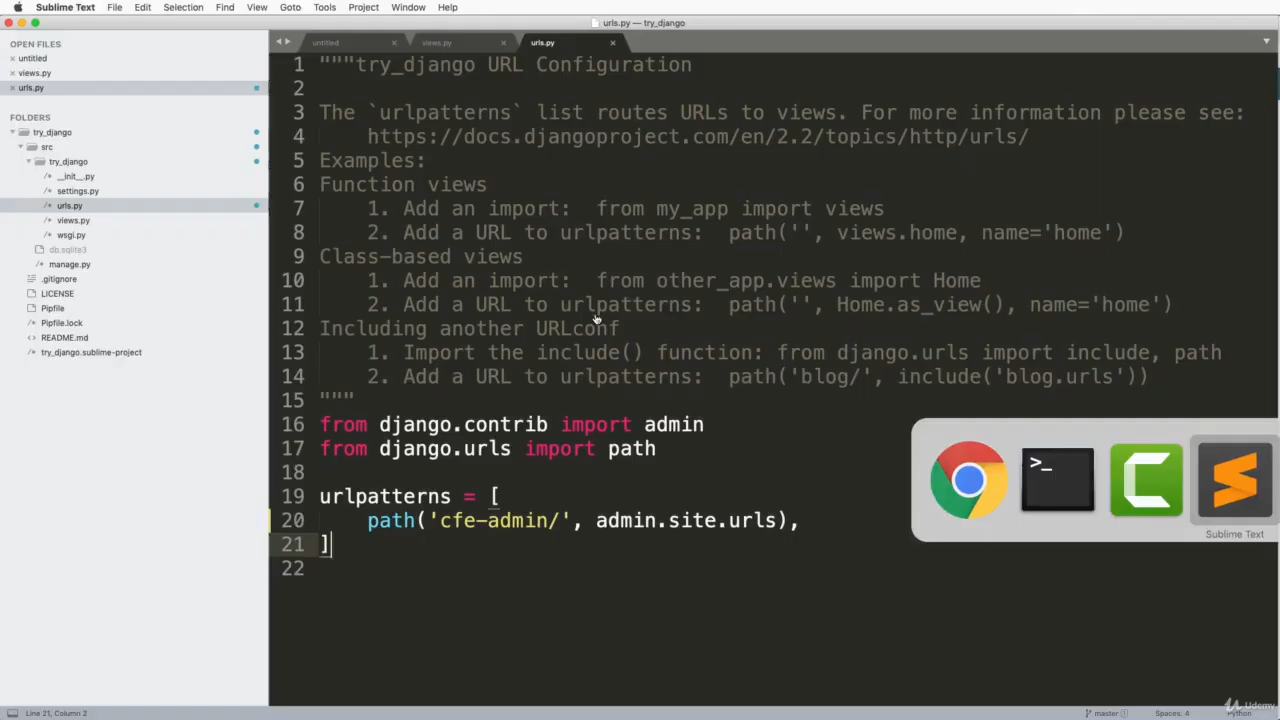 Sublime Text File Edit Selection Find View Goto Tools Project Window Help
urls.py — try_django
OPEN FILES
untitled
views.py
urls.py
FOLDERS
try_django
src
try_django
__init__.py
settings.py
urls.py
views.py
wsgi.py
db.sqlite3
manage.py
.gitignore
LICENSE
Pipfile
Pipfile.lock
README.md
try_django.sublime-project
untitled views.py urls.py
1 """try_django URL Configuration
2
3 The `urlpatterns` list routes URLs to views. For more information please see:
4 https://docs.djangoproject.com/en/2.2/topics/http/urls/
5 Examples:
6 Function views
7 1. Add an import:  from my_app import views
8 2. Add a URL to urlpatterns:  path('', views.home, name='home')
9 Class-based views
10 1. Add an import:  from other_app.views import Home
11 2. Add a URL to urlpatterns:  path('', Home.as_view(), name='home')
12 Including another URLconf
13 1. Import the include() function: from django.urls import include, path
14 2. Add a URL to urlpatterns:  path('blog/', include('blog.urls'))
15 """
16 from django.contrib import admin
17 from django.urls import path
18
19 urlpatterns = [
20 path('cfe-admin/', admin.site.urls),
21 ]
22
Sublime Text
Line 21, Column 2
master
Spaces: 4
Python
Udemy